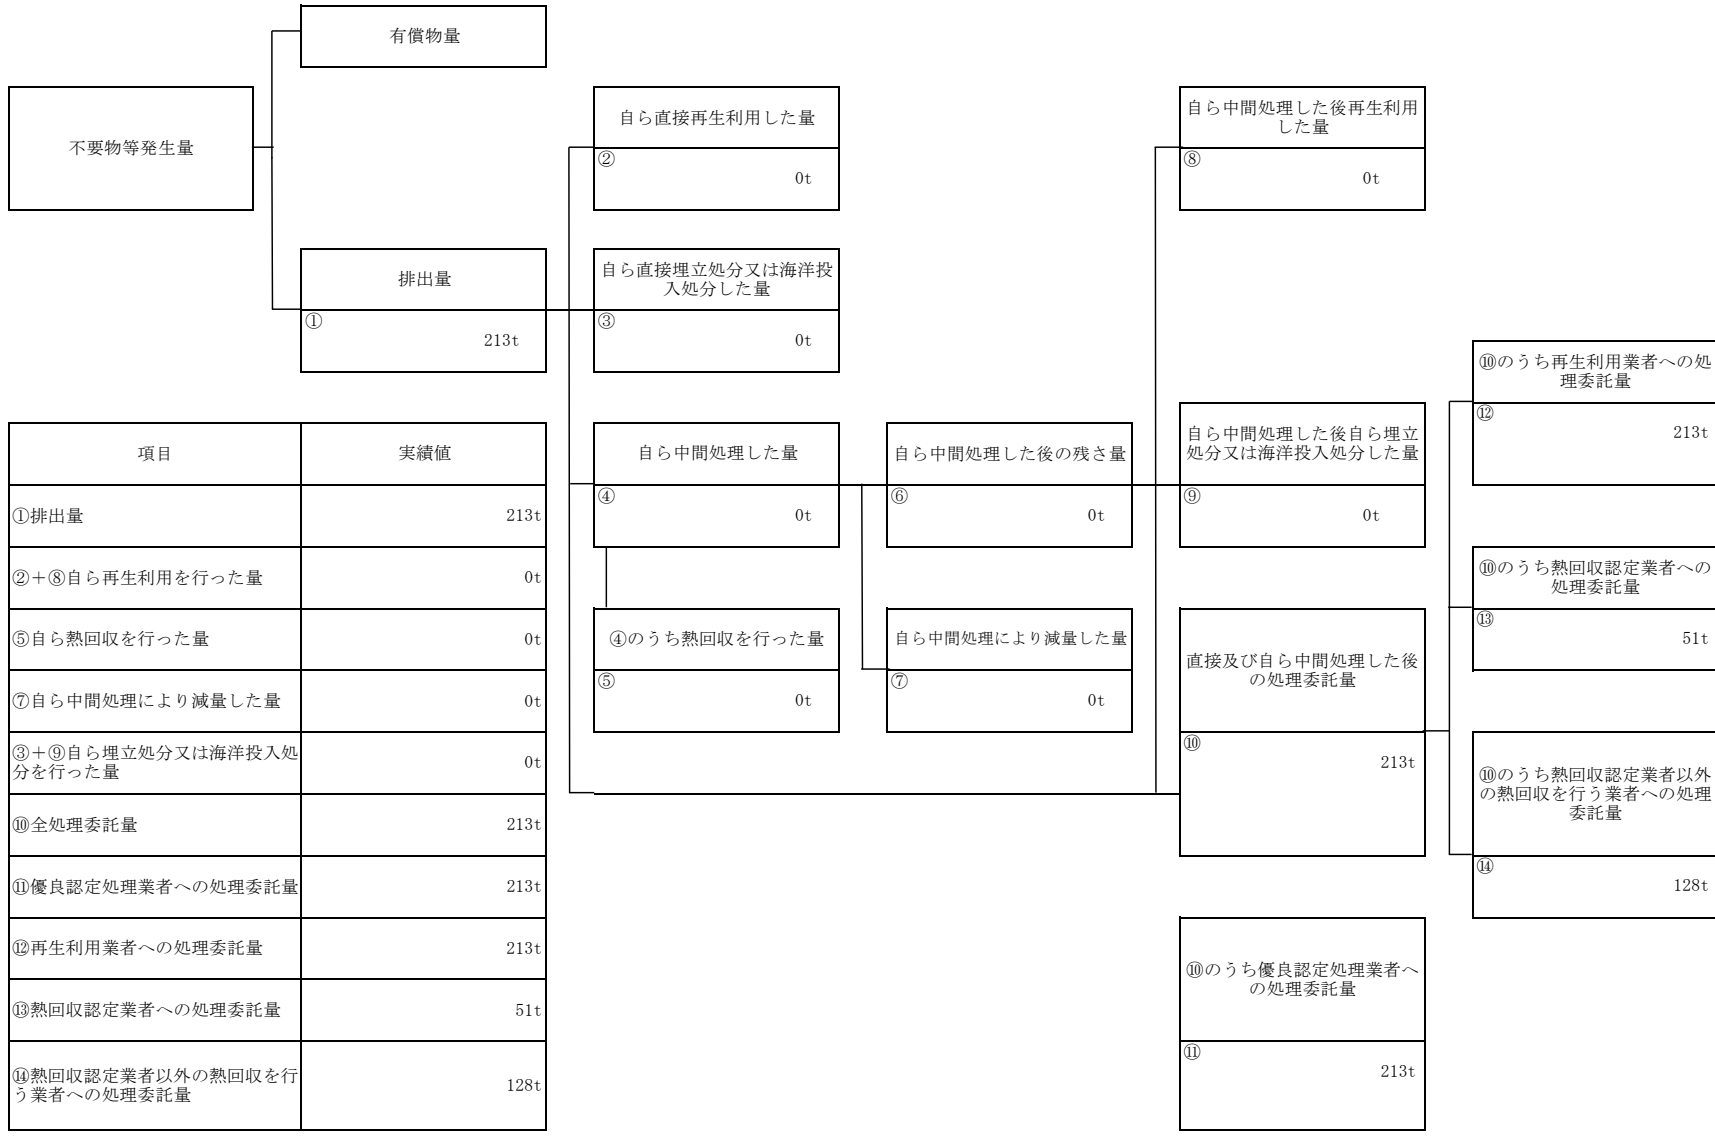 有償物量
不要物等発生量
自ら直接再生利用した量
②
0t
自ら中間処理した後再生利用
した量
⑧
0t
排出量
①
213t
自ら直接埋立処分又は海洋投
入処分した量
③
0t
⑩のうち再生利用業者への処
理委託量
⑫
213t
項目
実績値
①排出量
213t
②+⑧自ら再生利用を行った量
0t
⑤自ら熱回収を行った量
0t
⑦自ら中間処理により減量した量
0t
③+⑨自ら埋立処分又は海洋投入処
分を行った量
0t
⑩全処理委託量
213t
⑪優良認定処理業者への処理委託量
213t
⑫再生利用業者への処理委託量
213t
⑬熱回収認定業者への処理委託量
51t
⑭熱回収認定業者以外の熱回収を行
う業者への処理委託量
128t
自ら中間処理した量
④
0t
自ら中間処理した後の残さ量
⑥
0t
自ら中間処理した後自ら埋立
処分又は海洋投入処分した量
⑨
0t
④のうち熱回収を行った量
⑤
0t
自ら中間処理により減量した量
⑦
0t
直接及び自ら中間処理した後
の処理委託量
⑩
213t
⑩のうち熱回収認定業者への
処理委託量
⑬
51t
⑩のうち熱回収認定業者以外
の熱回収を行う業者への処理
委託量
⑭
128t
⑩のうち優良認定処理業者へ
の処理委託量
⑪
213t